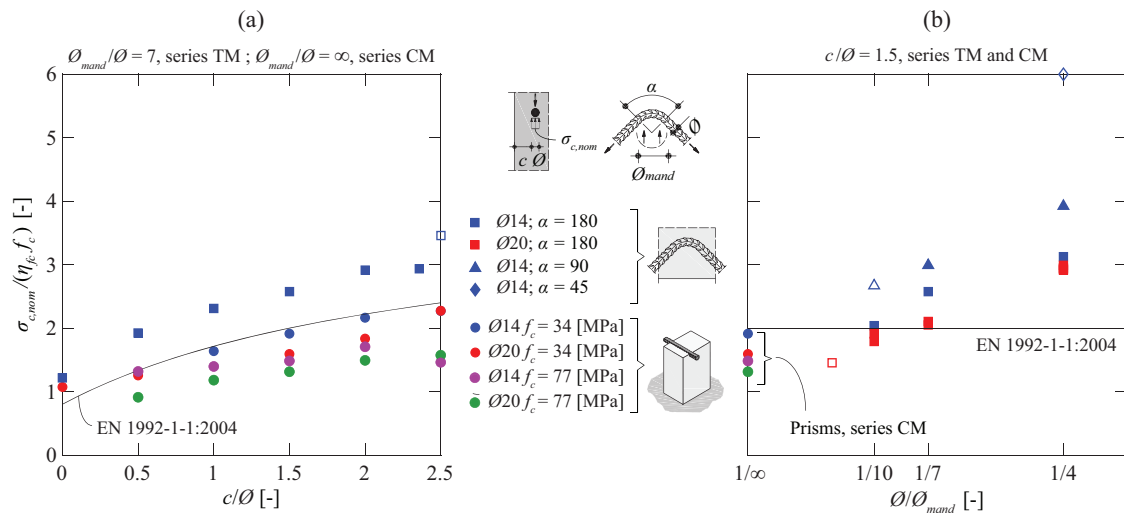 (a)
Ø_mand/Ø = 7, series TM ; Ø_mand/Ø = ∞, series CM
6
5
4
3
2
1
0
σ_c,nom/(η_fc.f_c) [-]
EN 1992-1-1:2004
0
0.5
1
1.5
2
2.5
c/Ø [-]
c Ø
σ_c,nom
α
Ø
Ø_mand
Ø14; α = 180
Ø20; α = 180
Ø14; α = 90
Ø14; α = 45
Ø14 f_c = 34 [MPa]
Ø20 f_c = 34 [MPa]
Ø14 f_c = 77 [MPa]
Ø20 f_c = 77 [MPa]
(b)
c/Ø = 1.5, series TM and CM
EN 1992-1-1:2004
Prisms, series CM
1/∞
1/10
1/7
1/4
Ø/Ø_mand [-]